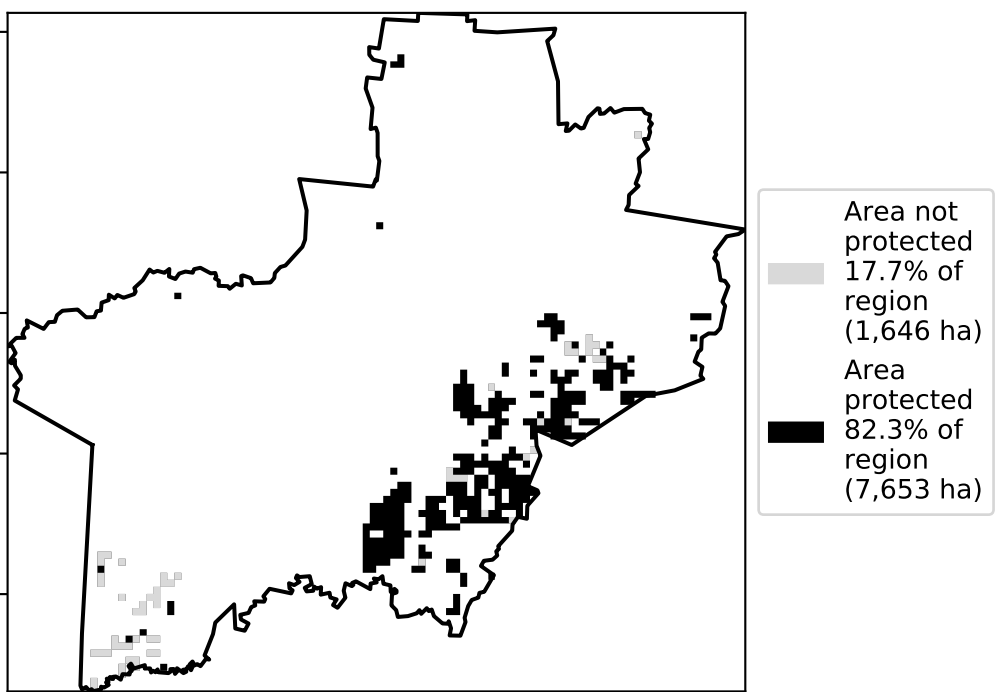 Area not
protected
17.7% of
region
(1,646 ha)
Area
protected
82.3% of
region
(7,653 ha)